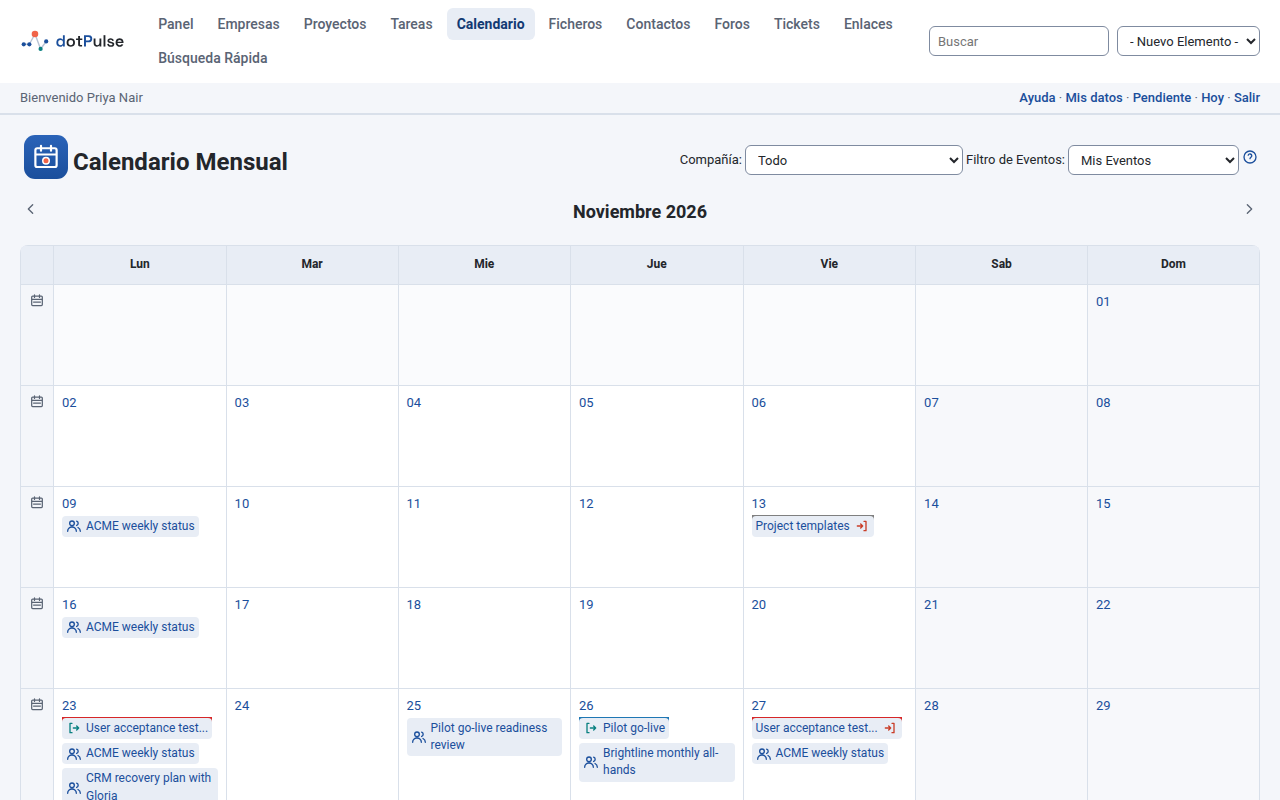 dotPulse
Panel Empresas Proyectos Tareas Calendario Ficheros Contactos Foros Tickets Enlaces
Búsqueda Rápida
Buscar
- Nuevo Elemento -
Bienvenido Priya Nair
Ayuda · Mis datos · Pendiente · Hoy · Salir
Calendario Mensual
Compañía: Todo Filtro de Eventos: Mis Eventos
Noviembre 2026
Lun Mar Mie Jue Vie Sab Dom
01
02 03 04 05 06 07 08
09 10 11 12 13 14 15
ACME weekly status
Project templates
16 17 18 19 20 21 22
ACME weekly status
23 24 25 26 27 28 29
User acceptance test...
ACME weekly status
CRM recovery plan with
Gloria
Pilot go-live readiness
review
Pilot go-live
Brightline monthly all-
hands
User acceptance test...
ACME weekly status